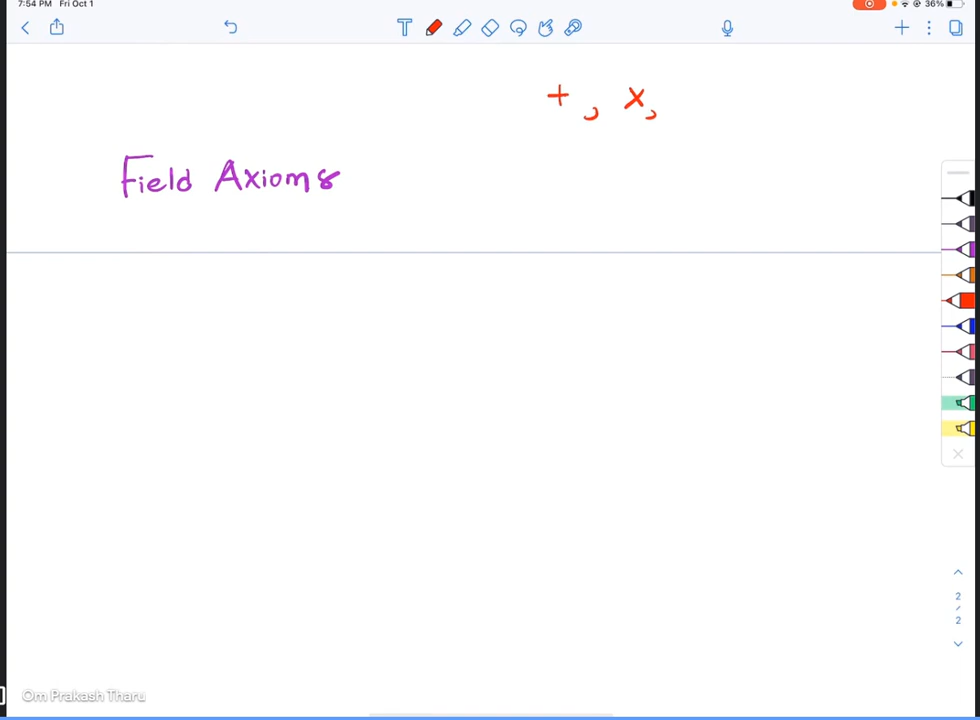 7:54 PM Fri Oct 1
36%
T
+ , x,
Field Axioms
2
2
Om Prakash Tharu